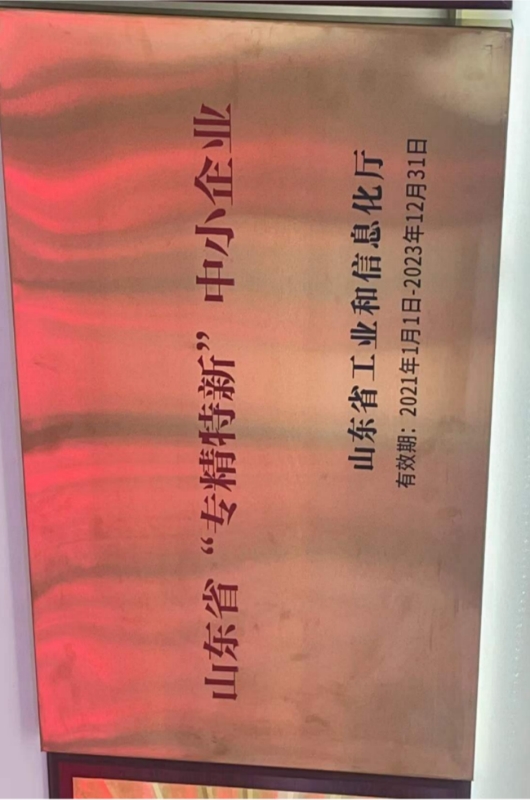 山东省“专精特新”中小企业
山东省工业和信息化厅
有效期：2021年1月1日-2023年12月31日